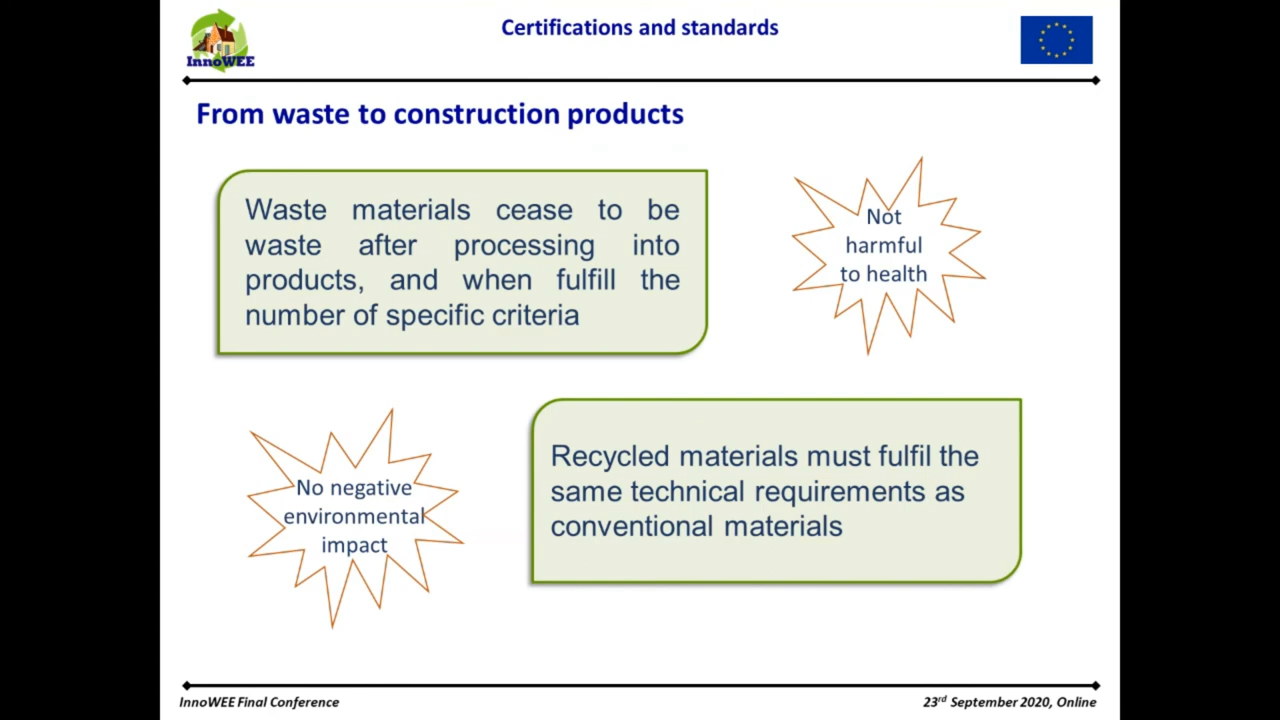 InnoWEE
Certifications and standards
From waste to construction products
Waste materials cease to be
waste after processing into
products, and when fulfill the
number of specific criteria
Not
harmful
to health
No negative
environmental
impact
Recycled materials must fulfil the
same technical requirements as
conventional materials
InnoWEE Final Conference
23rd September 2020, Online